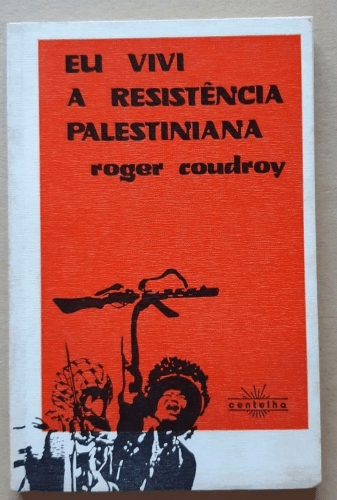 EU VIVI
A RESISTÊNCIA
PALESTINIANA
roger coudroy
centelha